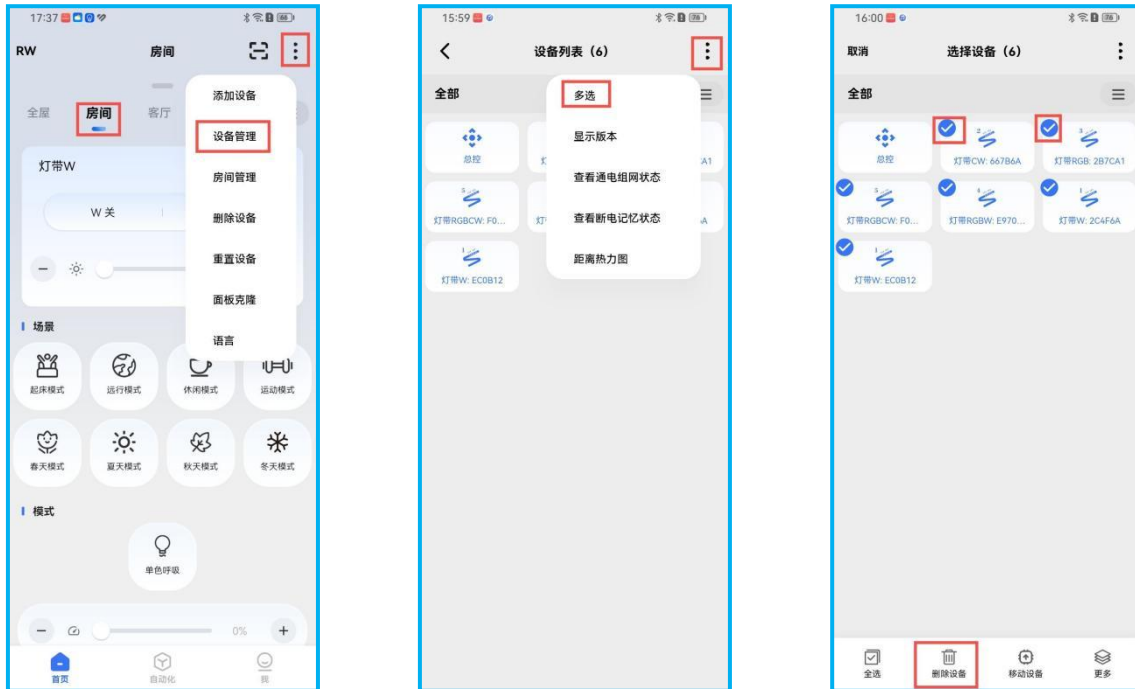 17:37
68
RW
房间
全屋
房间
客厅
添加设备
设备管理
房间管理
删除设备
重置设备
面板克隆
语言
灯带W
W 关
场景
起床模式
远行模式
休闲模式
运动模式
春天模式
夏天模式
秋天模式
冬天模式
模式
单色呼吸
0%
首页
自动化
我
15:59
78
设备列表（6）
全部
多选
显示版本
查看通电组网状态
查看断电记忆状态
距离热力图
总控
灯
CA1
灯带RGBCW: F0...
灯带
A
灯带W: EC0B12
16:00
78
取消
选择设备（6）
全部
总控
灯带CW: 667B6A
灯带RGB: 2B7CA1
灯带RGBCW: F0...
灯带RGBW: E970...
灯带W: 2C4F6A
灯带W: EC0B12
全选
删除设备
移动设备
更多